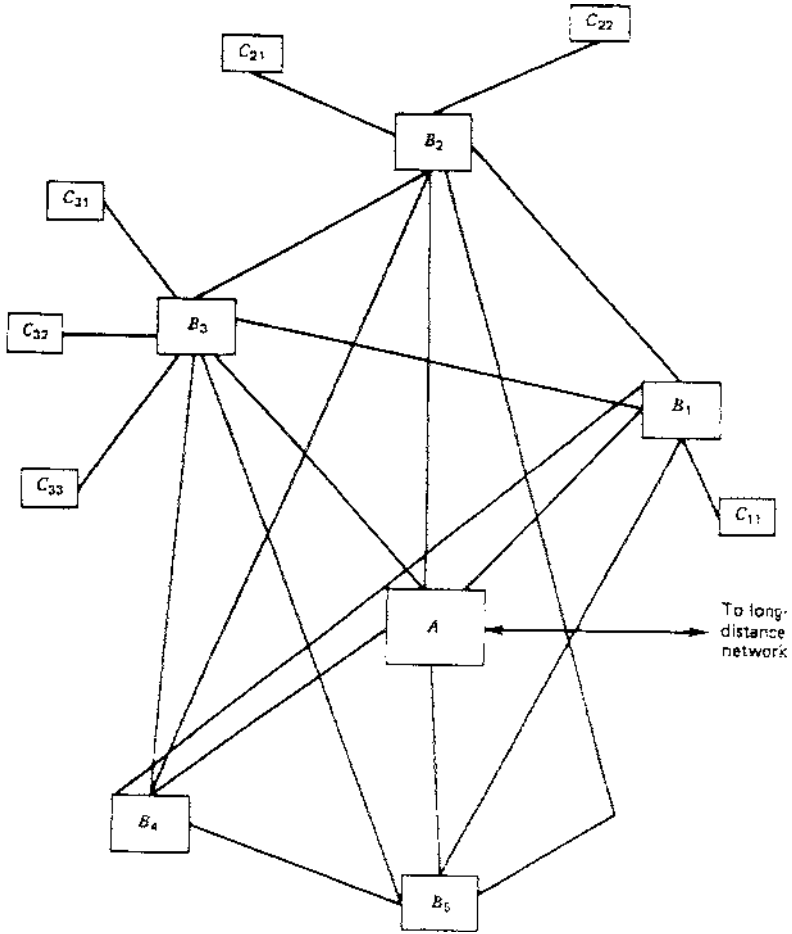 C₂₂
C₂₁
B₂
C₃₁
B₃
C₃₂
B₁
C₃₃
C₁₁
A
To long-
distance
network
B₄
B₅